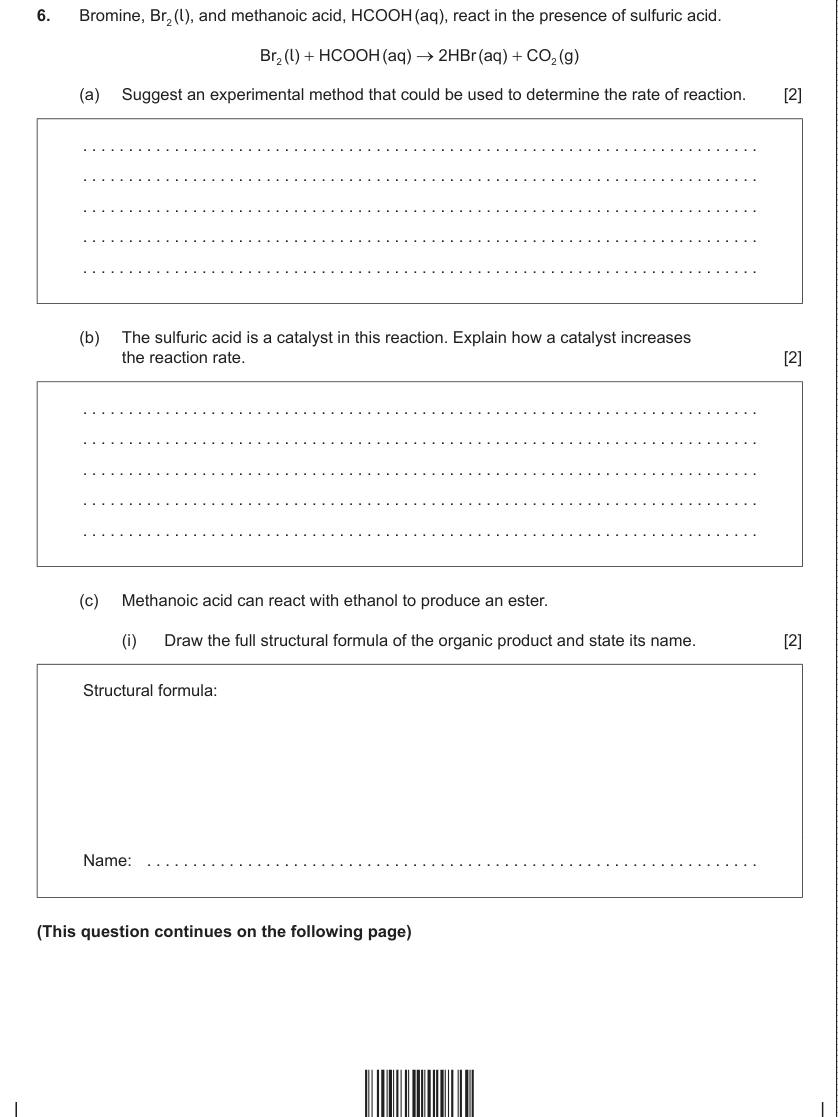 6. Bromine, Br₂(l), and methanoic acid, HCOOH(aq), react in the presence of sulfuric acid.
Br₂(l) + HCOOH(aq) → 2HBr(aq) + CO₂(g)
(a) Suggest an experimental method that could be used to determine the rate of reaction. [2]
(b) The sulfuric acid is a catalyst in this reaction. Explain how a catalyst increases
the reaction rate. [2]
(c) Methanoic acid can react with ethanol to produce an ester.
(i) Draw the full structural formula of the organic product and state its name. [2]
Structural formula:
Name:
(This question continues on the following page)